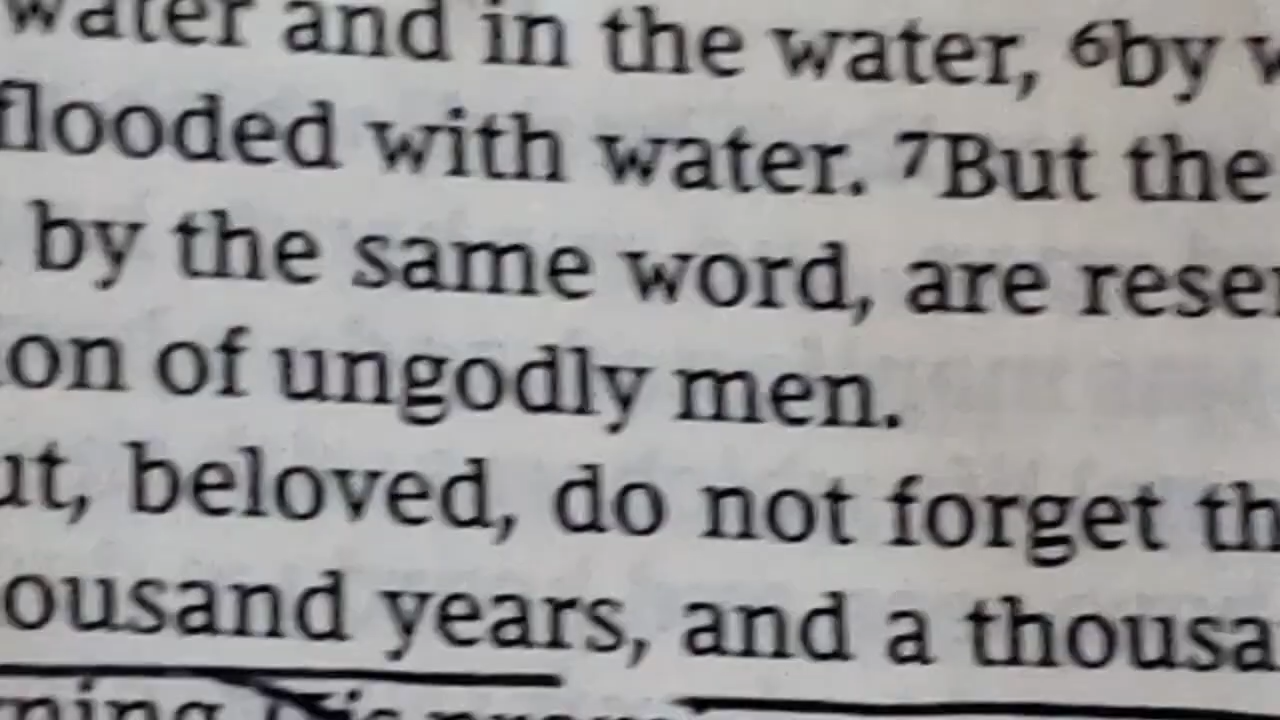 water and in the water, 6by
flooded with water. 7But the
by the same word, are reser
on of ungodly men.
ut, beloved, do not forget th
ousand years, and a thousa